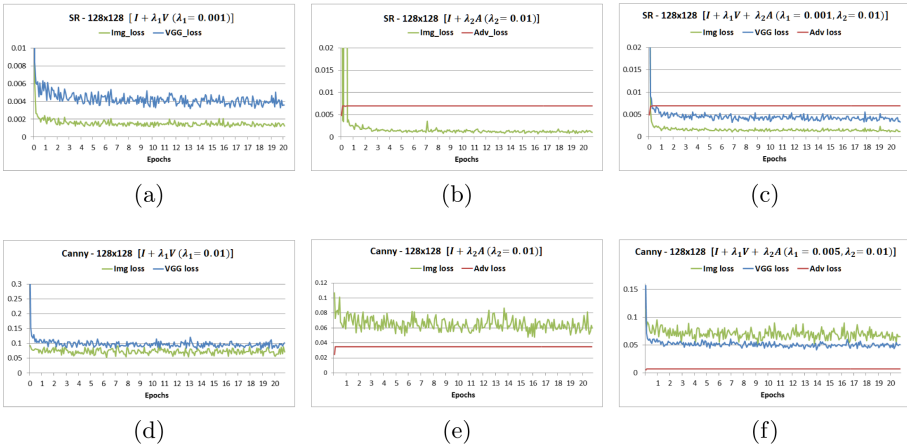 SR - 128x128 [ I + λ₁V (λ₁= 0.001)]
Img_loss VGG_loss
0.01
0.008
0.006
0.004
0.002
0
0 1 2 3 4 5 6 7 8 9 10 11 12 13 14 15 16 17 18 19 20
Epochs
(a)
SR - 128x128 [I + λ₂A (λ₂= 0.01)]
Img_loss Adv_loss
0.02
0.015
0.01
0.005
0
0 1 2 3 4 5 6 7 8 9 10 11 12 13 14 15 16 17 18 19 20
Epochs
(b)
SR - 128x128 [I + λ₁V + λ₂A (λ₁ = 0.001, λ₂= 0.01)]
Img loss VGG loss Adv loss
0.02
0.015
0.01
0.005
0
0 1 2 3 4 5 6 7 8 9 10 11 12 13 14 15 16 17 18 19 20
Epochs
(c)
Canny - 128x128 [I + λ₁V (λ₁= 0.01)]
Img loss VGG loss
0.3
0.2
0.1
0.05
0
0 1 2 3 4 5 6 7 8 9 10 11 12 13 14 15 16 17 18 19 20
Epochs
(d)
Canny - 128x128 [I + λ₂A (λ₂= 0.01)]
Img loss Adv loss
0.12
0.1
0.08
0.06
0.04
0.02
0
1 2 3 4 5 6 7 8 9 10 11 12 13 14 15 16 17 18 19 20
Epochs
(e)
Canny - 128x128 [I + λ₁V + λ₂A (λ₁ = 0.005, λ₂= 0.01)]
Img loss VGG loss Adv loss
0.15
0.1
0.05
0
1 2 3 4 5 6 7 8 9 10 11 12 13 14 15 16 17 18 19 20
Epochs
(f)